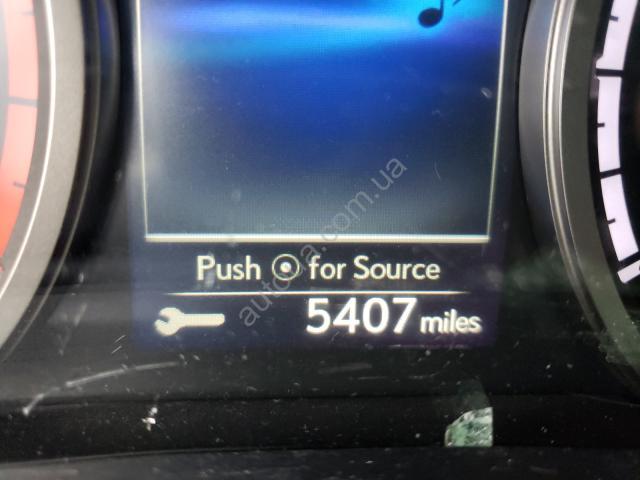 Push ⊙ for Source
5407 miles
autoua.com.ua